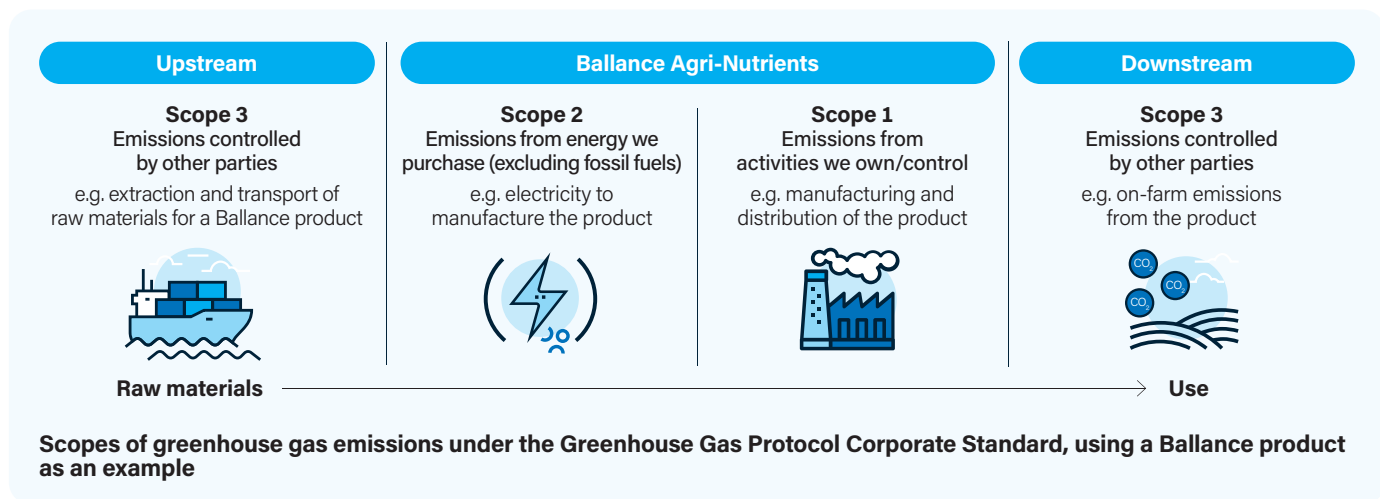 Upstream
Scope 3
Emissions controlled
by other parties
e.g. extraction and transport of
raw materials for a Ballance product
Ballance Agri-Nutrients
Scope 2
Emissions from energy we
purchase (excluding fossil fuels)
e.g. electricity to
manufacture the product
Scope 1
Emissions from
activities we own/control
e.g. manufacturing and
distribution of the product
Downstream
Scope 3
Emissions controlled
by other parties
e.g. on-farm emissions
from the product
CO2
CO2
CO2
Raw materials
Use
Scopes of greenhouse gas emissions under the Greenhouse Gas Protocol Corporate Standard, using a Ballance product
as an example